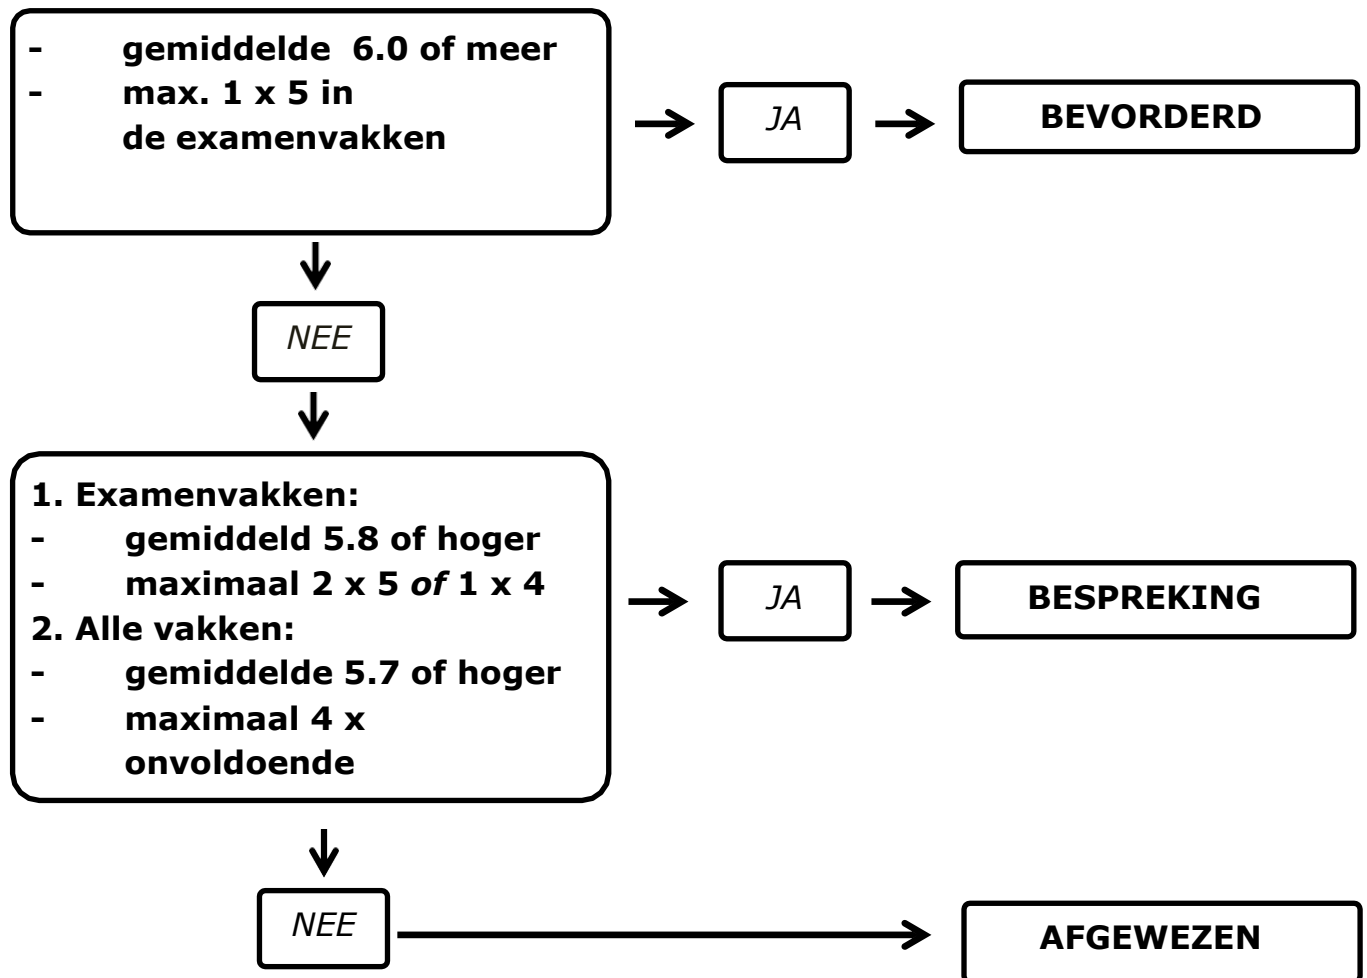 - gemiddelde 6.0 of meer
- max. 1 x 5 in
de examenvakken
JA
BEVORDERD
NEE
1. Examenvakken:
- gemiddeld 5.8 of hoger
- maximaal 2 x 5 of 1 x 4
2. Alle vakken:
- gemiddelde 5.7 of hoger
- maximaal 4 x
onvoldoende
JA
BESPREKING
NEE
AFGEWEZEN